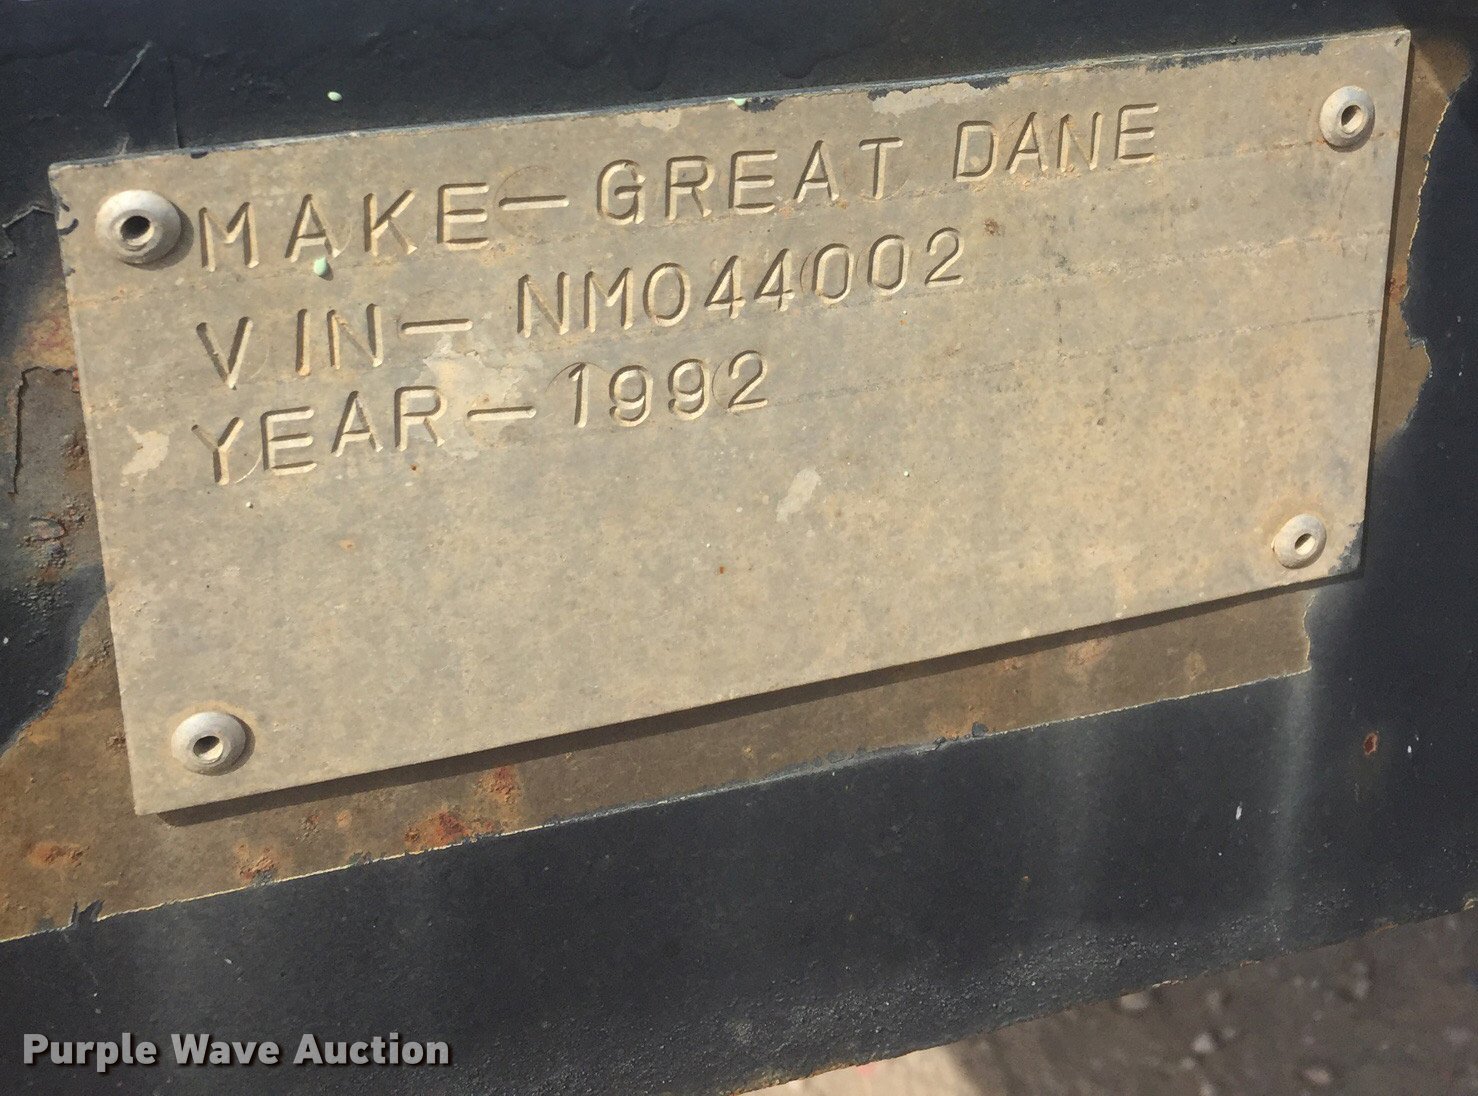 MAKE-GREAT DANE
VIN-NM044002
YEAR-1992
Purple Wave Auction